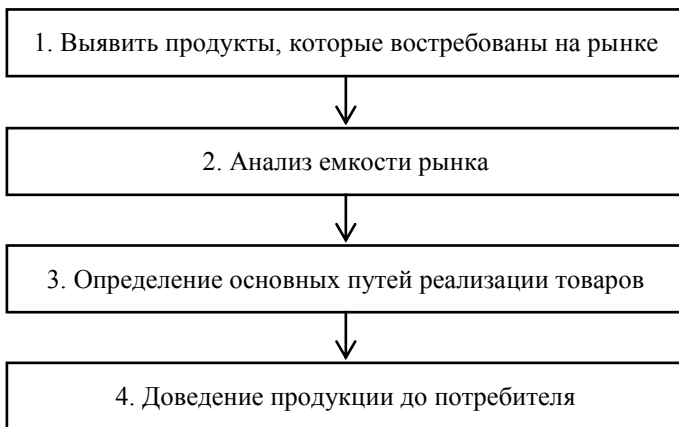 1. Выявить продукты, которые востребованы на рынке
2. Анализ емкости рынка
3. Определение основных путей реализации товаров
4. Доведение продукции до потребителя